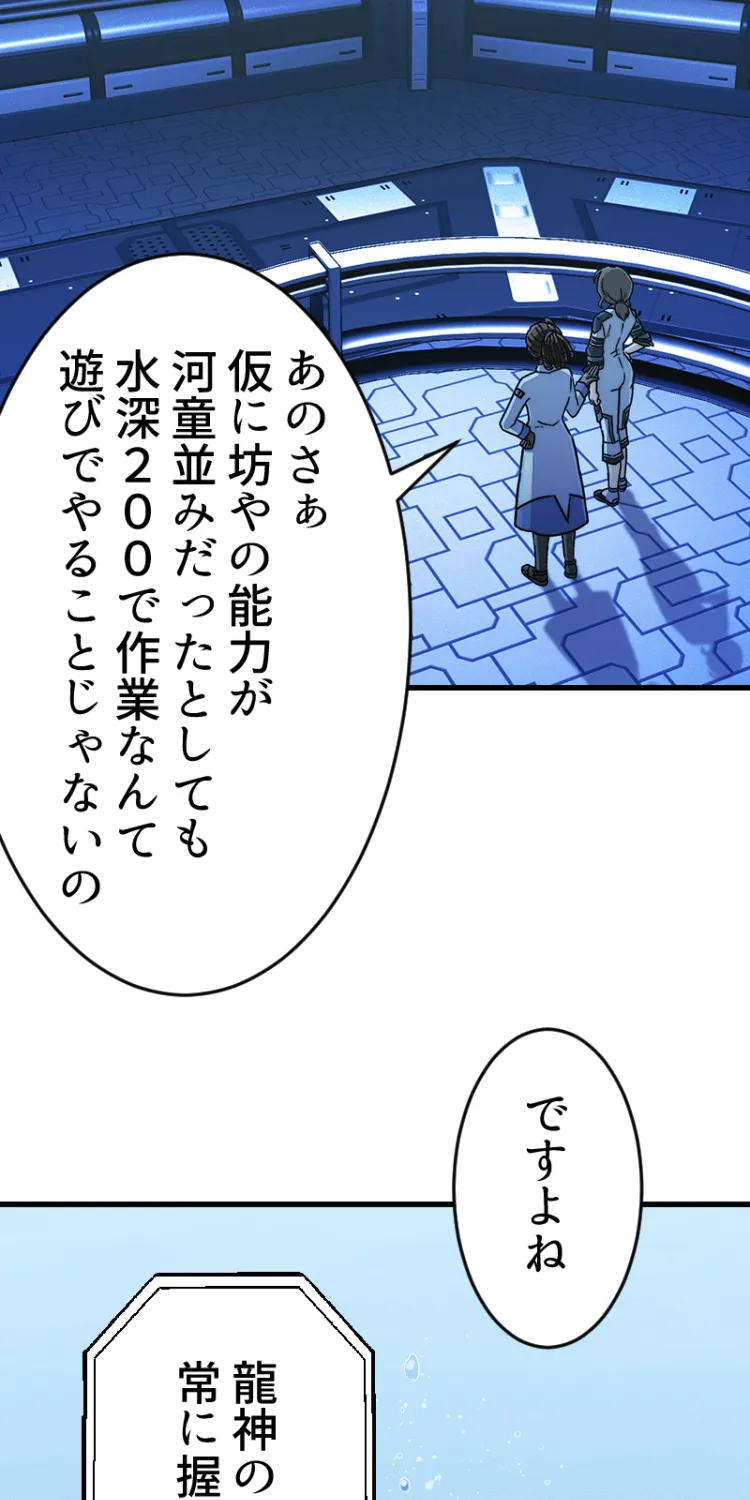 あのさぁ
仮に坊やの能力が
河童並みだったとしても
水深２００で作業なんて
遊びでやることじゃないの
ですよね
龍神の
常に握